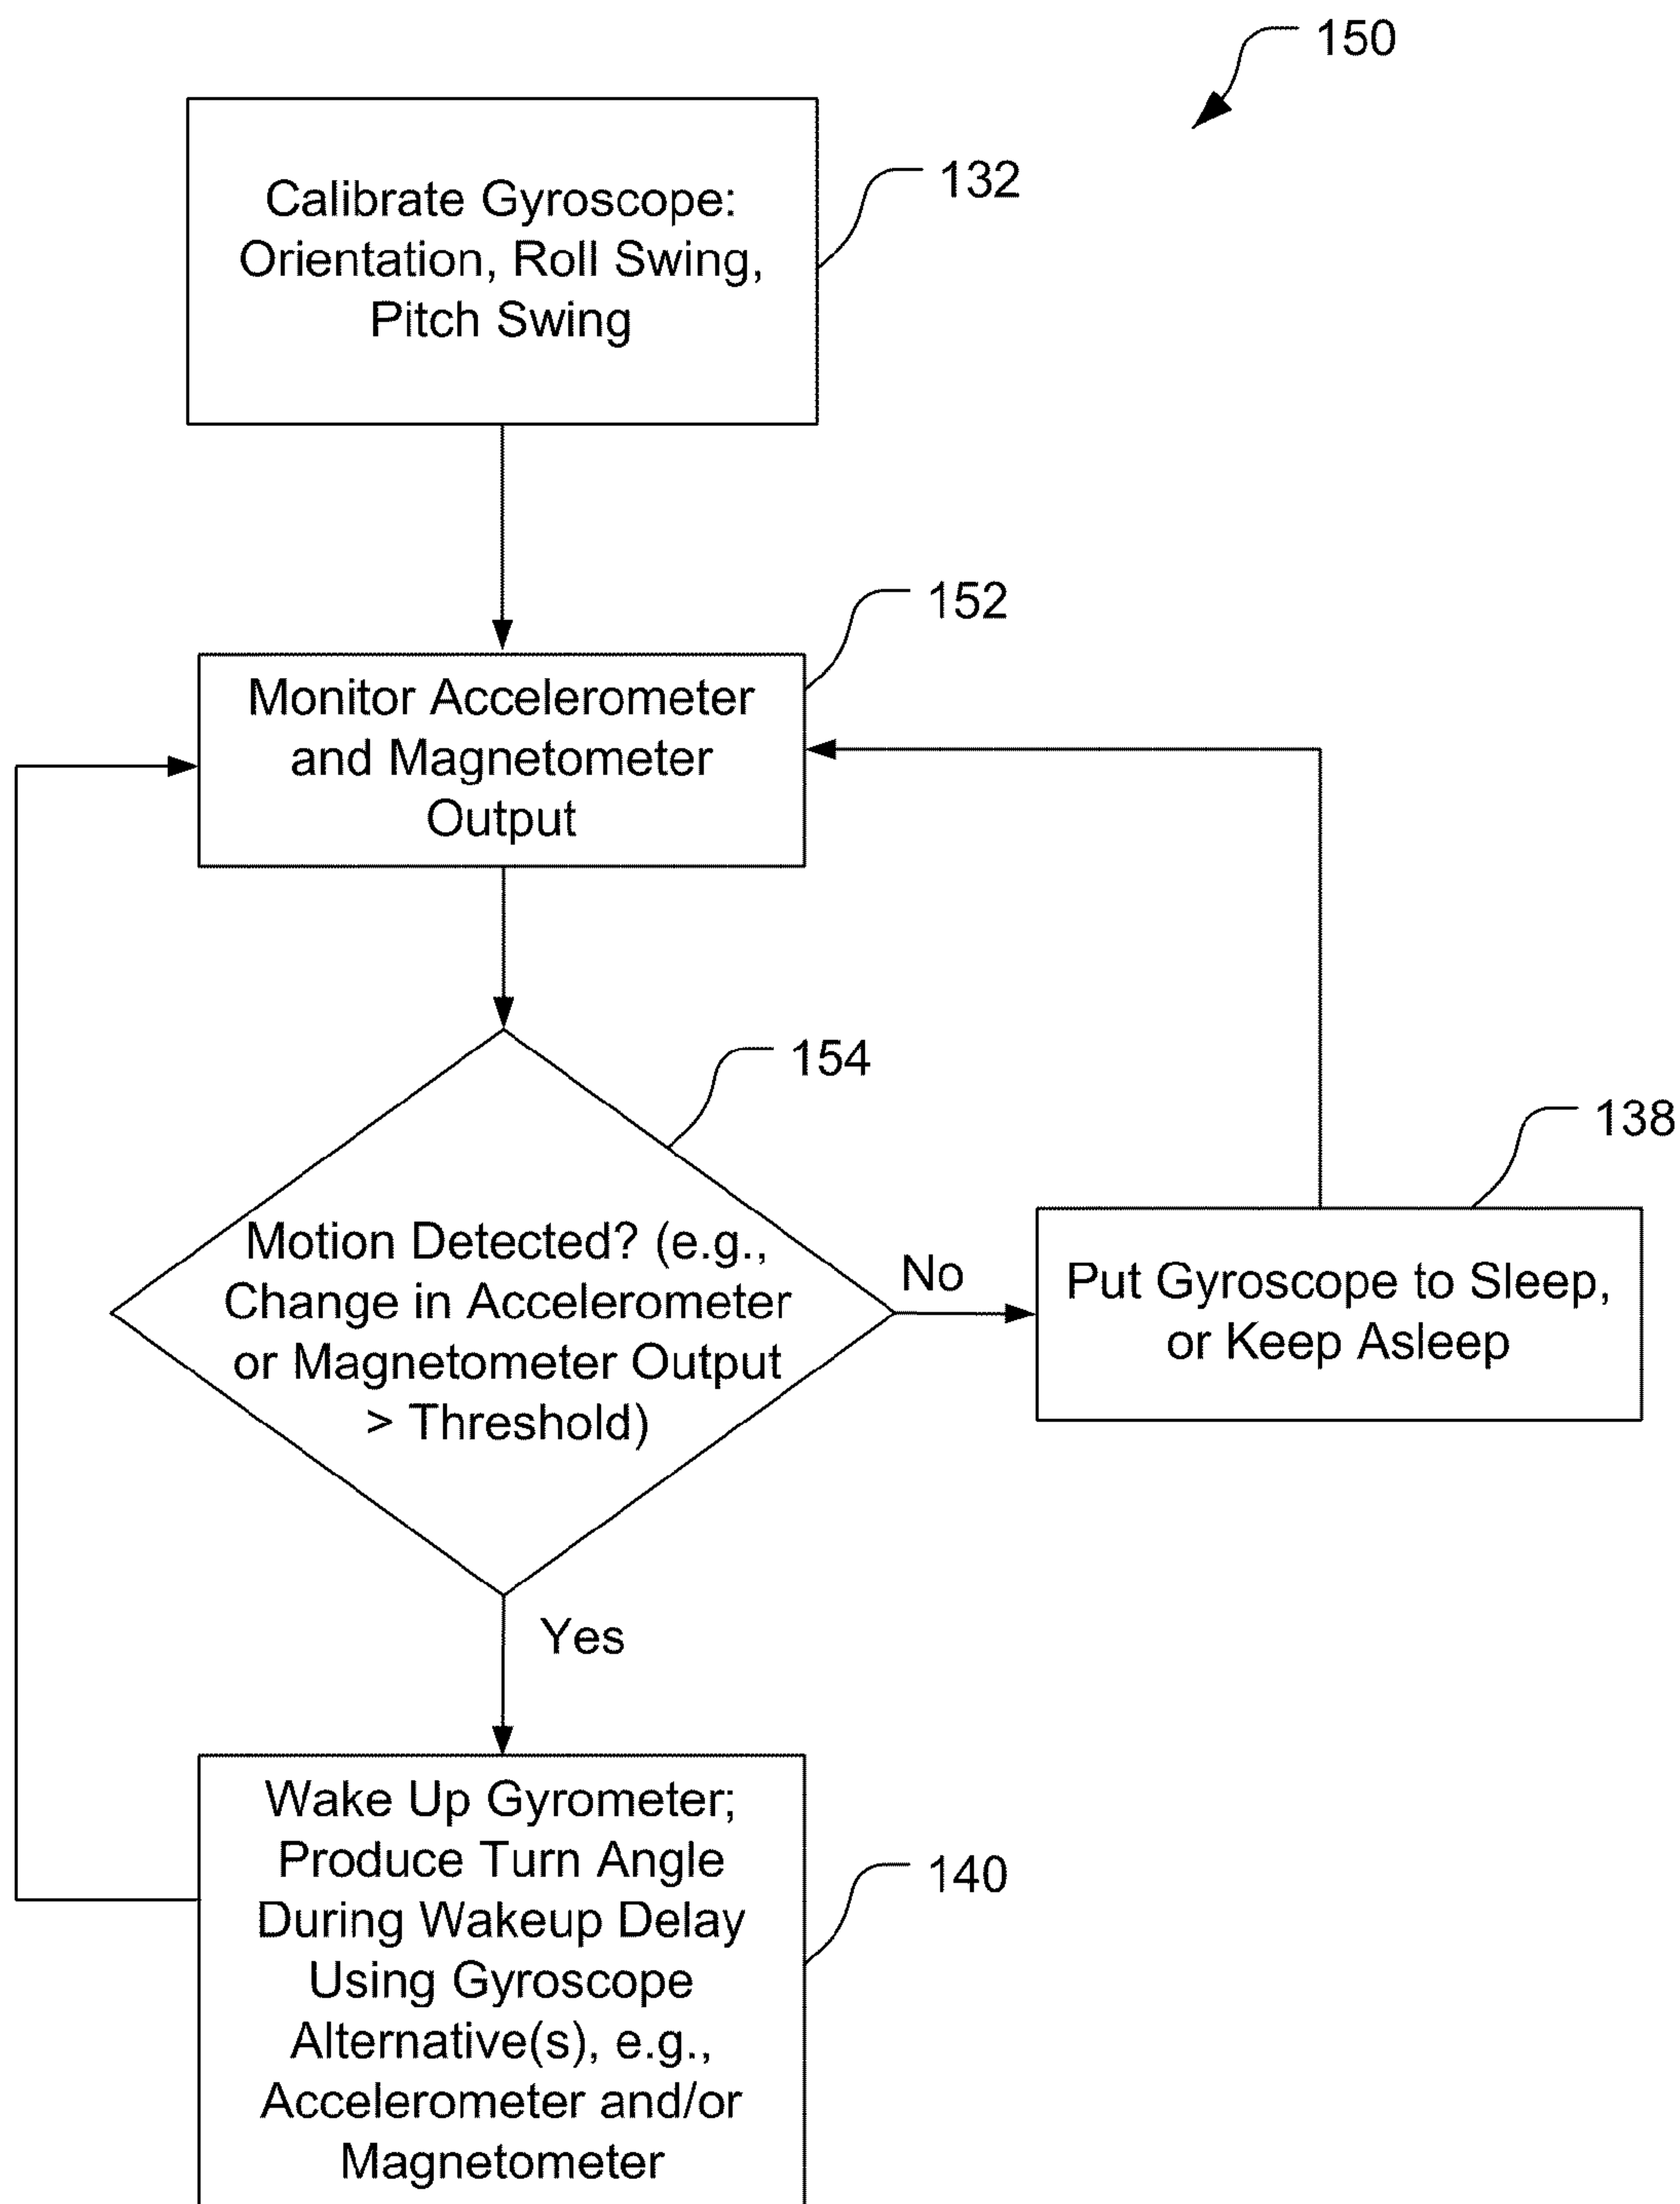 150
Calibrate Gyroscope:
Orientation, Roll Swing,
Pitch Swing
132
152
Monitor Accelerometer
and Magnetometer
Output
154
Motion Detected? (e.g.,
Change in Accelerometer
or Magnetometer Output
> Threshold)
No
138
Put Gyroscope to Sleep,
or Keep Asleep
Yes
Wake Up Gyrometer;
Produce Turn Angle
During Wakeup Delay
Using Gyroscope
Alternative(s), e.g.,
Accelerometer and/or
Magnetometer
140